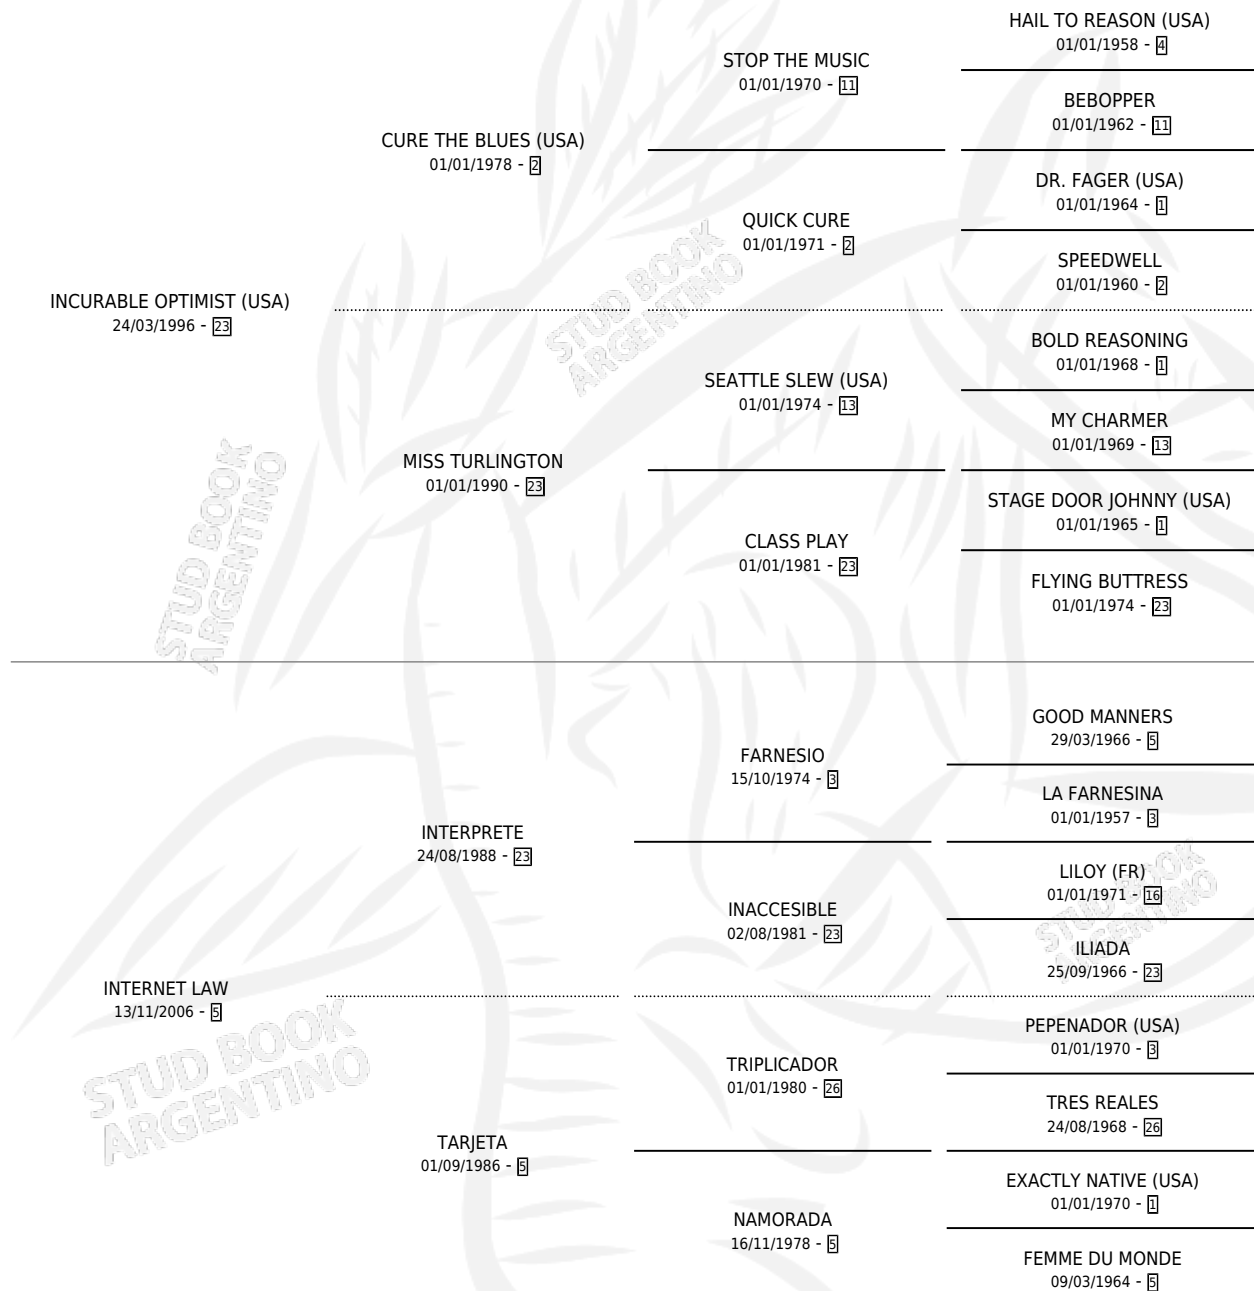 HAIL TO REASON (USA)
01/01/1958 - 4
STOP THE MUSIC
01/01/1970 - 11
BEBOPPER
01/01/1962 - 11
CURE THE BLUES (USA)
01/01/1978 - 2
DR. FAGER (USA)
01/01/1964 - 1
QUICK CURE
01/01/1971 - 2
SPEEDWELL
01/01/1960 - 2
INCURABLE OPTIMIST (USA)
24/03/1996 - 23
BOLD REASONING
01/01/1968 - 1
SEATTLE SLEW (USA)
01/01/1974 - 13
MY CHARMER
01/01/1969 - 13
MISS TURLINGTON
01/01/1990 - 23
STAGE DOOR JOHNNY (USA)
01/01/1965 - 1
CLASS PLAY
01/01/1981 - 23
FLYING BUTTRESS
01/01/1974 - 23
GOOD MANNERS
29/03/1966 - 5
FARNESIO
15/10/1974 - 3
LA FARNESINA
01/01/1957 - 3
INTERPRETE
24/08/1988 - 23
LILOY (FR)
01/01/1971 - 16
INACCESIBLE
02/08/1981 - 23
ILIADA
25/09/1966 - 23
INTERNET LAW
13/11/2006 - 5
PEPENADOR (USA)
01/01/1970 - 3
TRIPLICADOR
01/01/1980 - 26
TRES REALES
24/08/1968 - 26
TARJETA
01/09/1986 - 5
EXACTLY NATIVE (USA)
01/01/1970 - 1
NAMORADA
16/11/1978 - 5
FEMME DU MONDE
09/03/1964 - 5
STUD BOOK
ARGENTINO
STUD BOOK
ARGENTINO
STUD BOOK
ARGENTINO
STUD BOOK
ARGENTINO